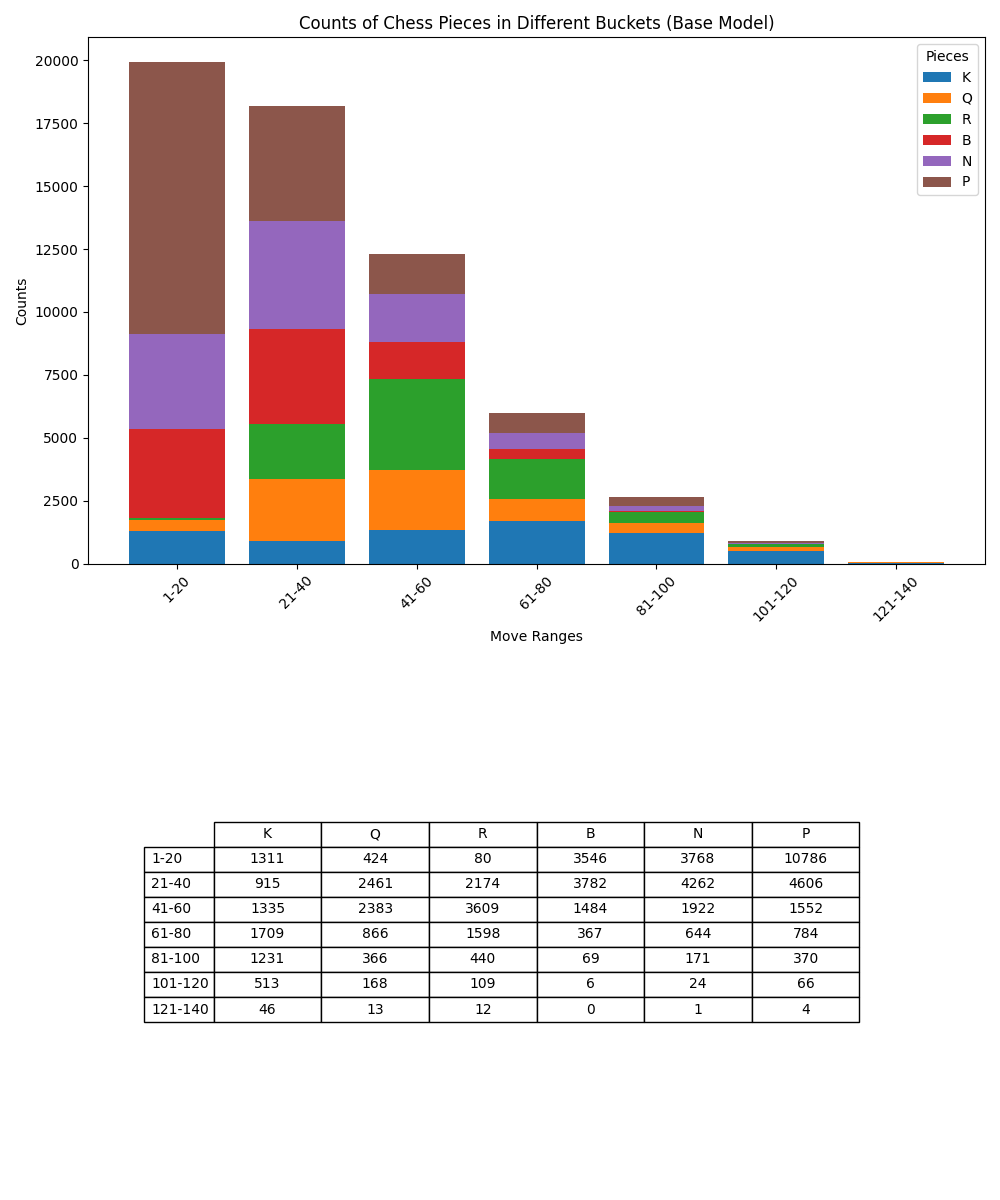 Counts of Chess Pieces in Different Buckets (Base Model)
Pieces
K
Q
R
B
N
P
Counts
20000
17500
15000
12500
10000
7500
5000
2500
0
1-20
21-40
41-60
61-80
81-100
101-120
121-140
Move Ranges
K Q R B N P
1-20 1311 424 80 3546 3768 10786
21-40 915 2461 2174 3782 4262 4606
41-60 1335 2383 3609 1484 1922 1552
61-80 1709 866 1598 367 644 784
81-100 1231 366 440 69 171 370
101-120 513 168 109 6 24 66
121-140 46 13 12 0 1 4